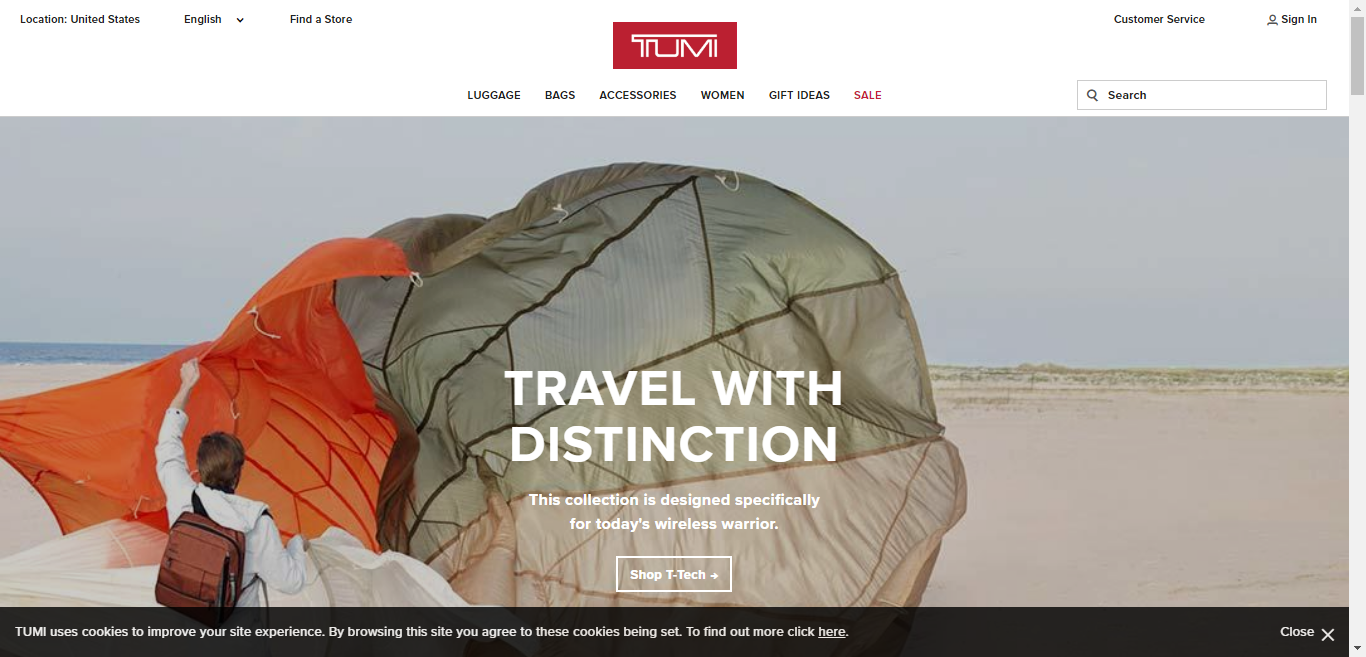 Location: United States
English
Find a Store
TUMI
Customer Service
Sign In
LUGGAGE BAGS ACCESSORIES WOMEN GIFT IDEAS SALE
Search
TRAVEL WITH
DISTINCTION
This collection is designed specifically
for today's wireless warrior.
Shop T-Tech →
TUMI uses cookies to improve your site experience. By browsing this site you agree to these cookies being set. To find out more click here.
Close